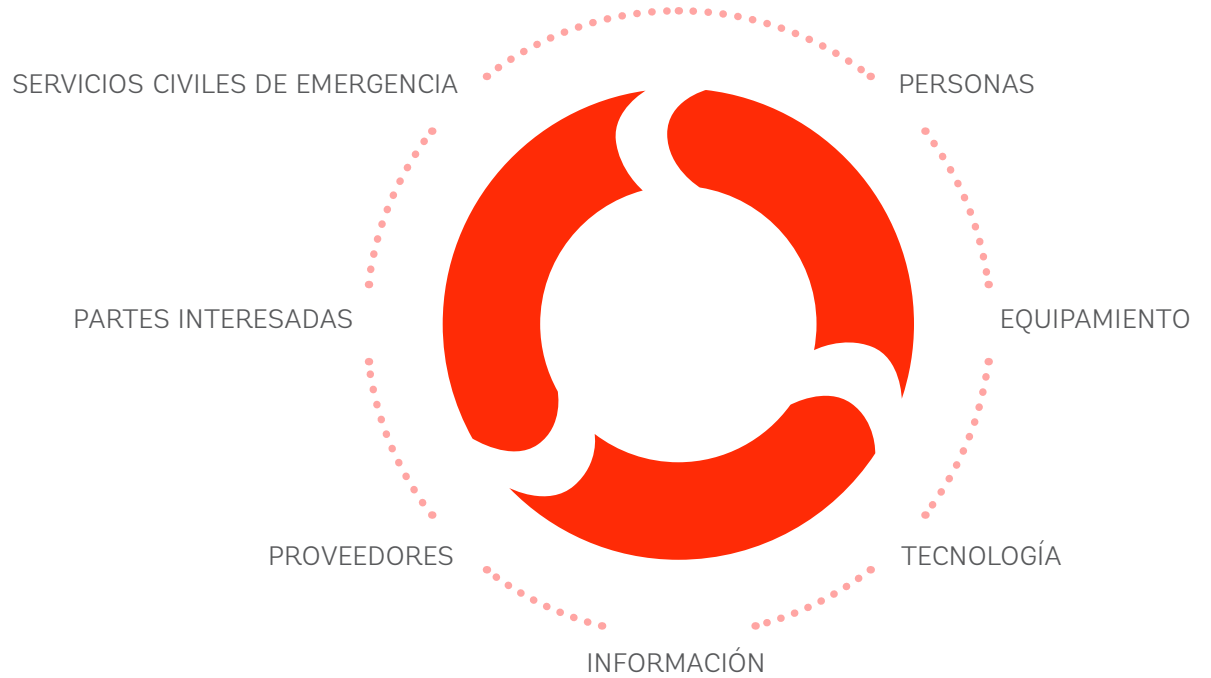 SERVICIOS CIVILES DE EMERGENCIA
PERSONAS
PARTES INTERESADAS
EQUIPAMIENTO
PROVEEDORES
TECNOLOGÍA
INFORMACIÓN